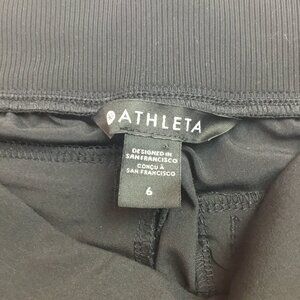 ATHLETA
DESIGNED IN
SAN FRANCISCO
CONÇU À
SAN FRANCISCO
6